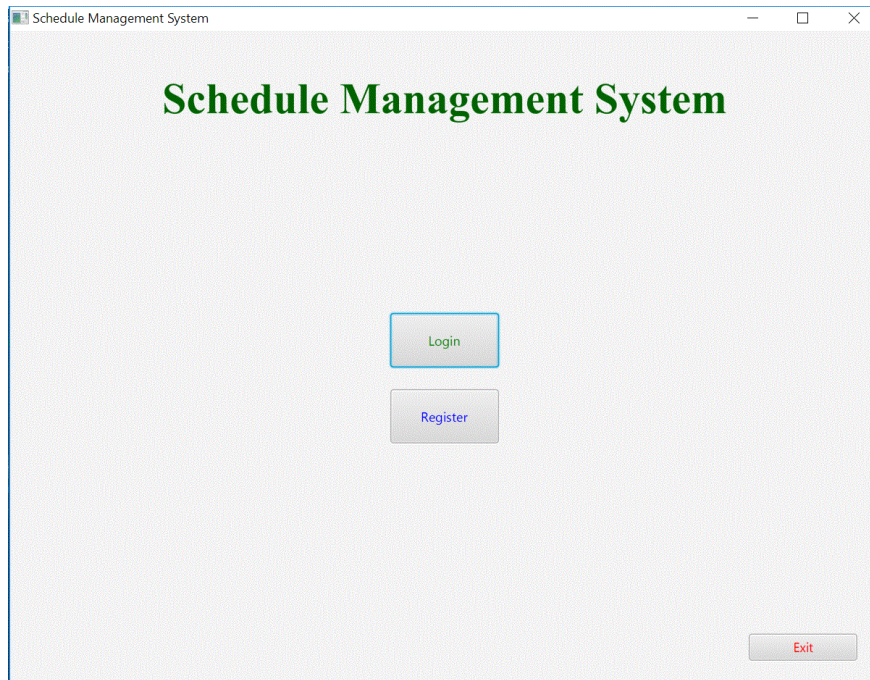 Schedule Management System
Schedule Management System
Login
Register
Exit